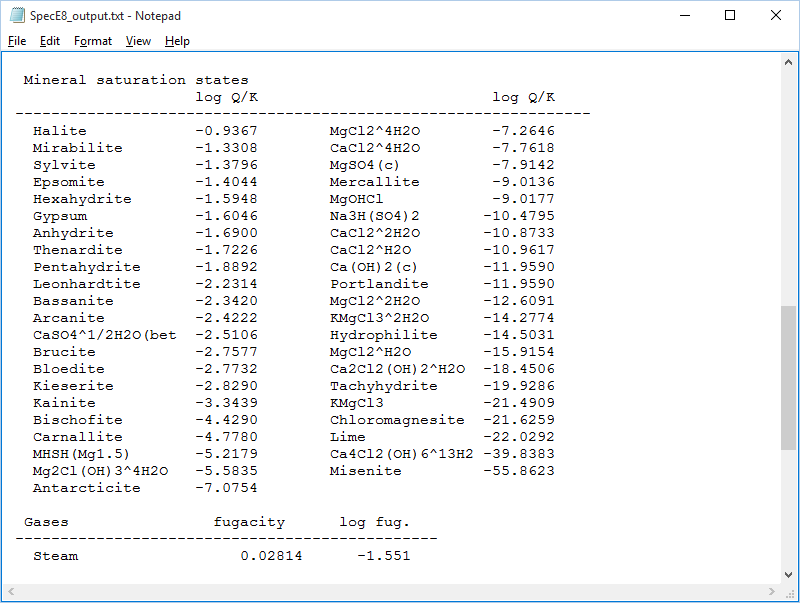 SpecE8_output.txt - Notepad
File Edit Format View Help
Mineral saturation states
log Q/K log Q/K
----------------------------------------------------------------
Halite -0.9367 MgCl2^4H2O -7.2646
Mirabilite -1.3308 CaCl2^4H2O -7.7618
Sylvite -1.3796 MgSO4(c) -7.9142
Epsomite -1.4044 Mercallite -9.0136
Hexahydrite -1.5948 MgOHCl -9.0177
Gypsum -1.6046 Na3H(SO4)2 -10.4795
Anhydrite -1.6900 CaCl2^2H2O -10.8733
Thenardite -1.7226 CaCl2^H2O -10.9617
Pentahydrite -1.8892 Ca(OH)2(c) -11.9590
Leonhardtite -2.2314 Portlandite -11.9590
Bassanite -2.3420 MgCl2^2H2O -12.6091
Arcanite -2.4222 KMgCl3^2H2O -14.2774
CaSO4^1/2H2O(bet -2.5106 Hydrophilite -14.5031
Brucite -2.7577 MgCl2^H2O -15.9154
Bloedite -2.7732 Ca2Cl2(OH)2^H2O -18.4506
Kieserite -2.8290 Tachyhydrite -19.9286
Kainite -3.3439 KMgCl3 -21.4909
Bischofite -4.4290 Chloromagnesite -21.6259
Carnallite -4.7780 Lime -22.0292
MHSH(Mg1.5) -5.2179 Ca4Cl2(OH)6^13H2 -39.8383
Mg2Cl(OH)3^4H2O -5.5835 Misenite -55.8623
Antarcticite -7.0754
Gases fugacity log fug.
-----------------------------------------------
Steam 0.02814 -1.551